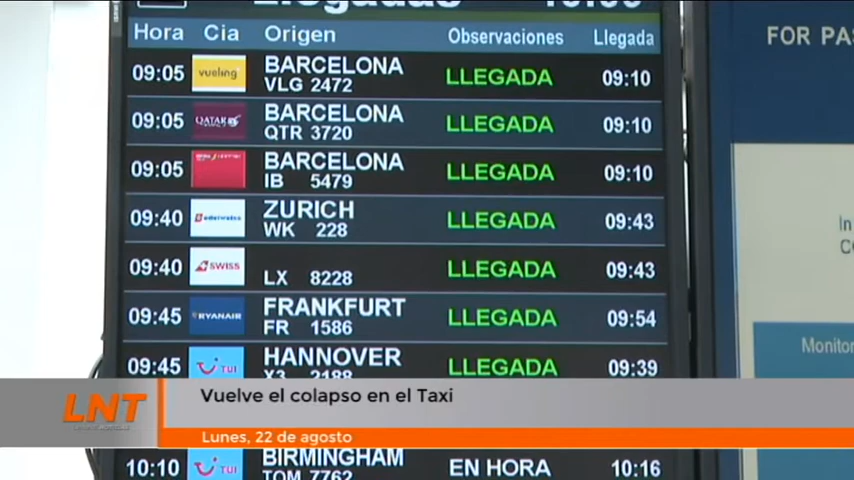 Llegadas
Hora Cia Origen Observaciones Llegada
FOR PA
09:05 vueling BARCELONA LLEGADA 09:10
VLG 2472
09:05 QATAR BARCELONA LLEGADA 09:10
QTR 3720
09:05 BARCELONA LLEGADA 09:10
IB 5479
09:40 edelweiss ZURICH LLEGADA 09:43
WK 228
09:40 SWISS LLEGADA 09:43
LX 8228
09:45 RYANAIR FRANKFURT LLEGADA 09:54
FR 1586
09:45 TUI HANNOVER LLEGADA 09:39
X3 2188
In
Monitor
LNT
Vuelve el colapso en el Taxi
Lunes, 22 de agosto
10:10 TUI BIRMINGHAM EN HORA 10:16
TOM 7762